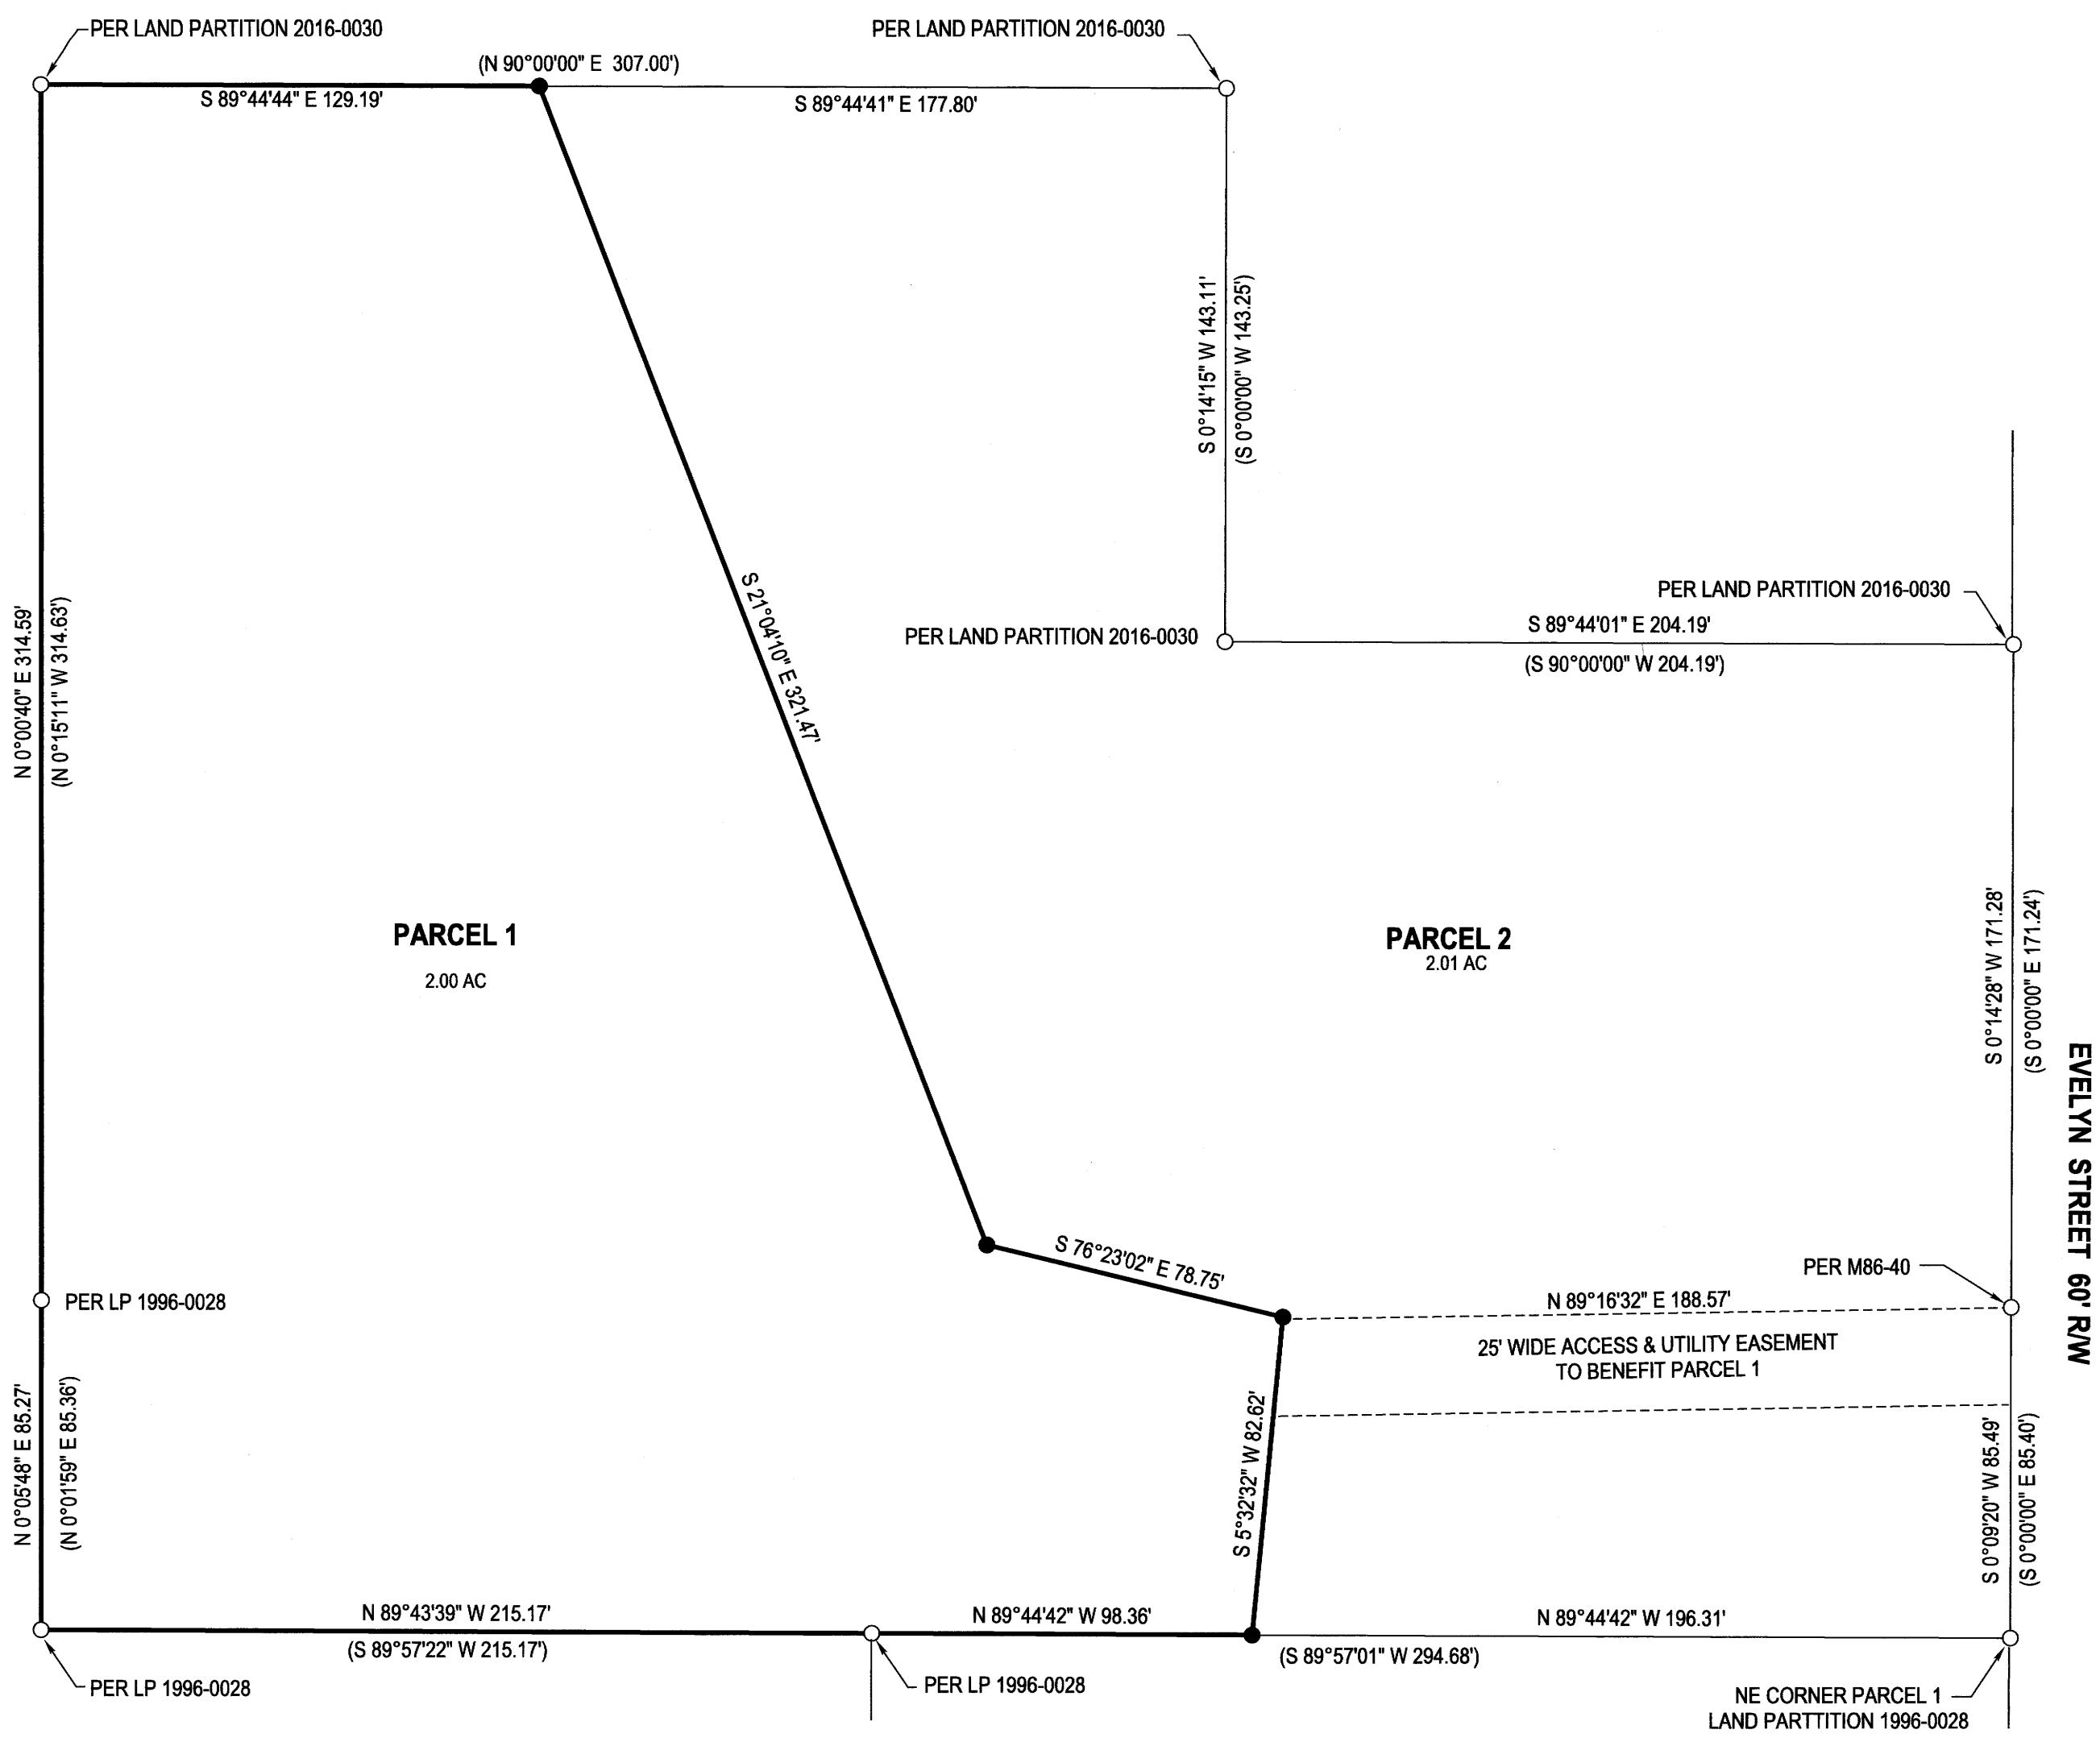 PER LAND PARTITION 2016-0030
PER LAND PARTITION 2016-0030
(N 90°00'00" E 307.00')
S 89°44'44" E 129.19'
S 89°44'41" E 177.80'
S 0°14'15" W 143.11'
(S 0°00'00" W 143.25')
PER LAND PARTITION 2016-0030
S 89°44'01" E 204.19'
PER LAND PARTITION 2016-0030
(S 90°00'00" W 204.19')
N 0°00'40" E 314.59'
(N 0°15'11" W 314.63')
S 21°04'10" E 321.47'
PARCEL 1
2.00 AC
PARCEL 2
2.01 AC
S 0°14'28" W 171.28'
(S 0°00'00" E 171.24')
EVELYN STREET 60' R/W
S 76°23'02" E 78.75'
PER M86-40
PER LP 1996-0028
N 89°16'32" E 188.57'
25' WIDE ACCESS & UTILITY EASEMENT
TO BENEFIT PARCEL 1
N 0°05'48" E 85.27'
(N 0°01'59" E 85.36')
S 5°32'32" W 82.62'
S 0°09'20" W 85.49'
(S 0°00'00" E 85.40')
N 89°43'39" W 215.17'
N 89°44'42" W 98.36'
N 89°44'42" W 196.31'
(S 89°57'22" W 215.17')
(S 89°57'01" W 294.68')
PER LP 1996-0028
PER LP 1996-0028
NE CORNER PARCEL 1
LAND PARTTITION 1996-0028